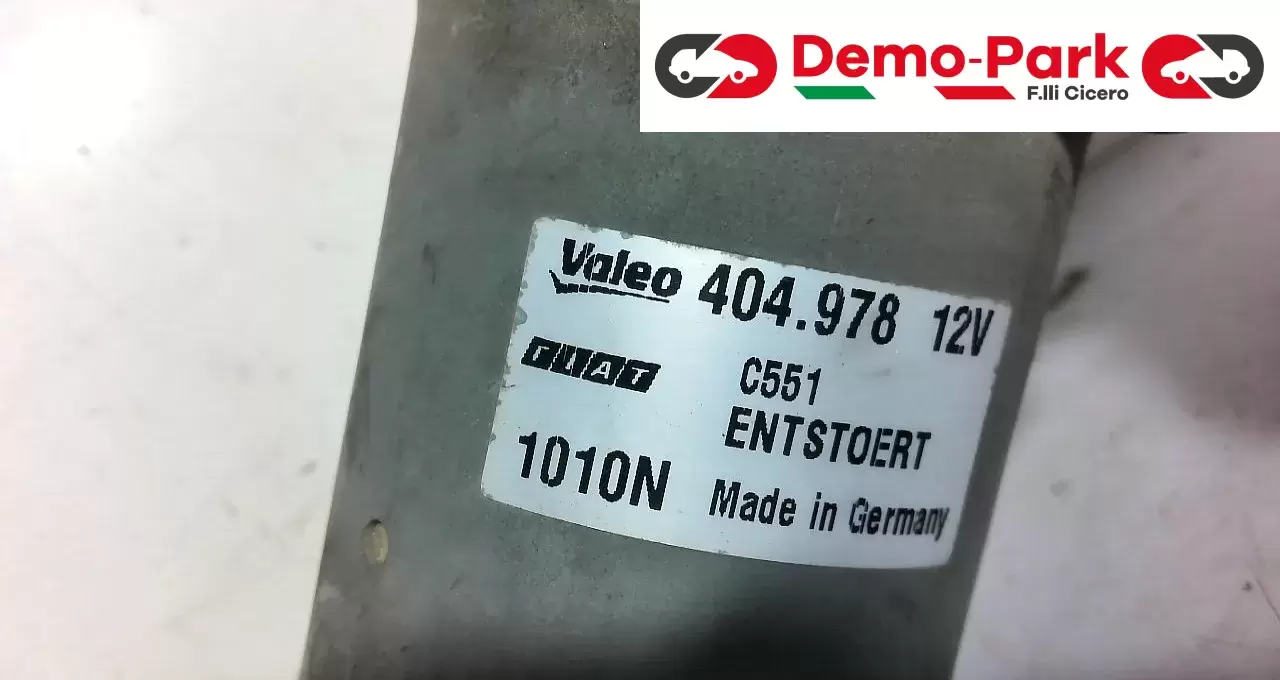 Demo-Park
F.lli Cicero
Valeo 404.978 12V
FIAT C551
ENTSTOERT
1010N Made in Germany